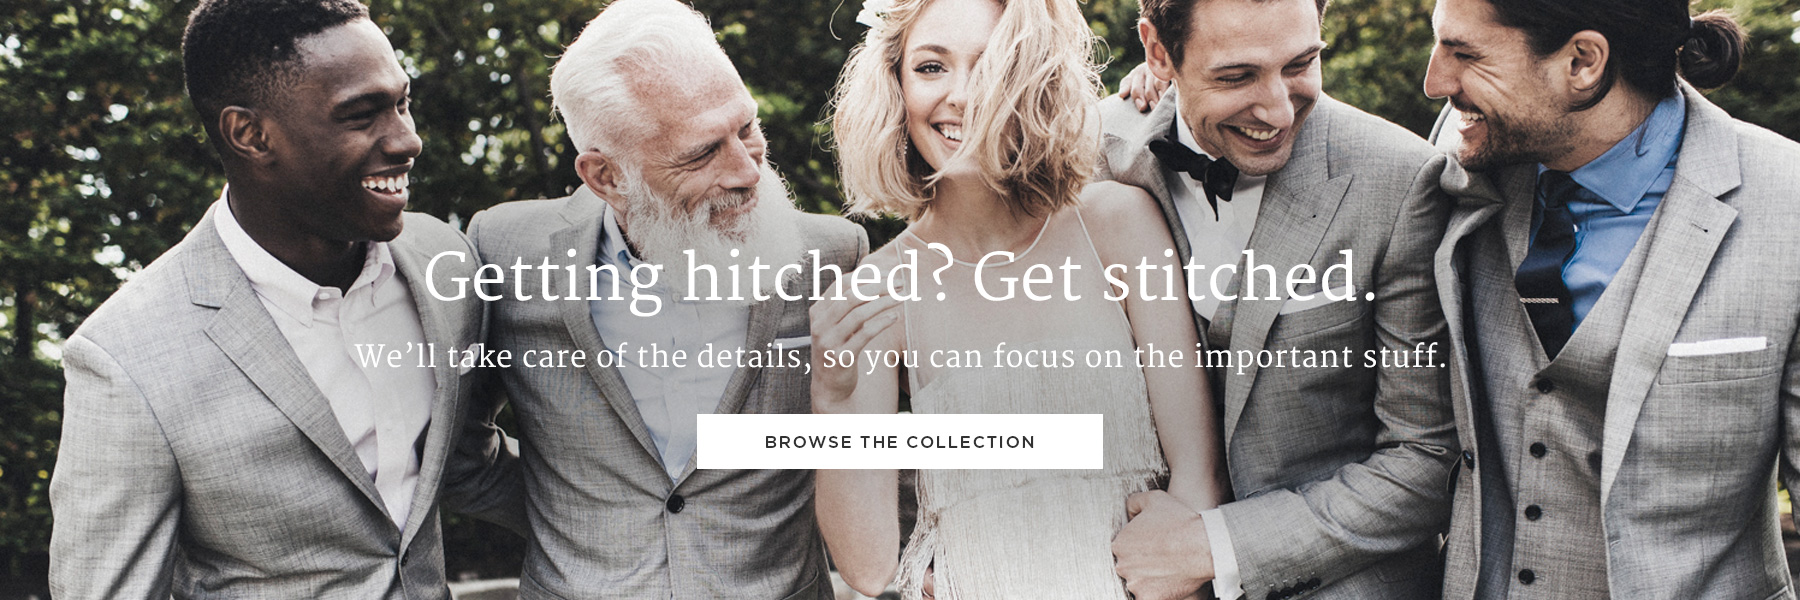 Getting hitched? Get stitched.
We’ll take care of the details, so you can focus on the important stuff.
BROWSE THE COLLECTION